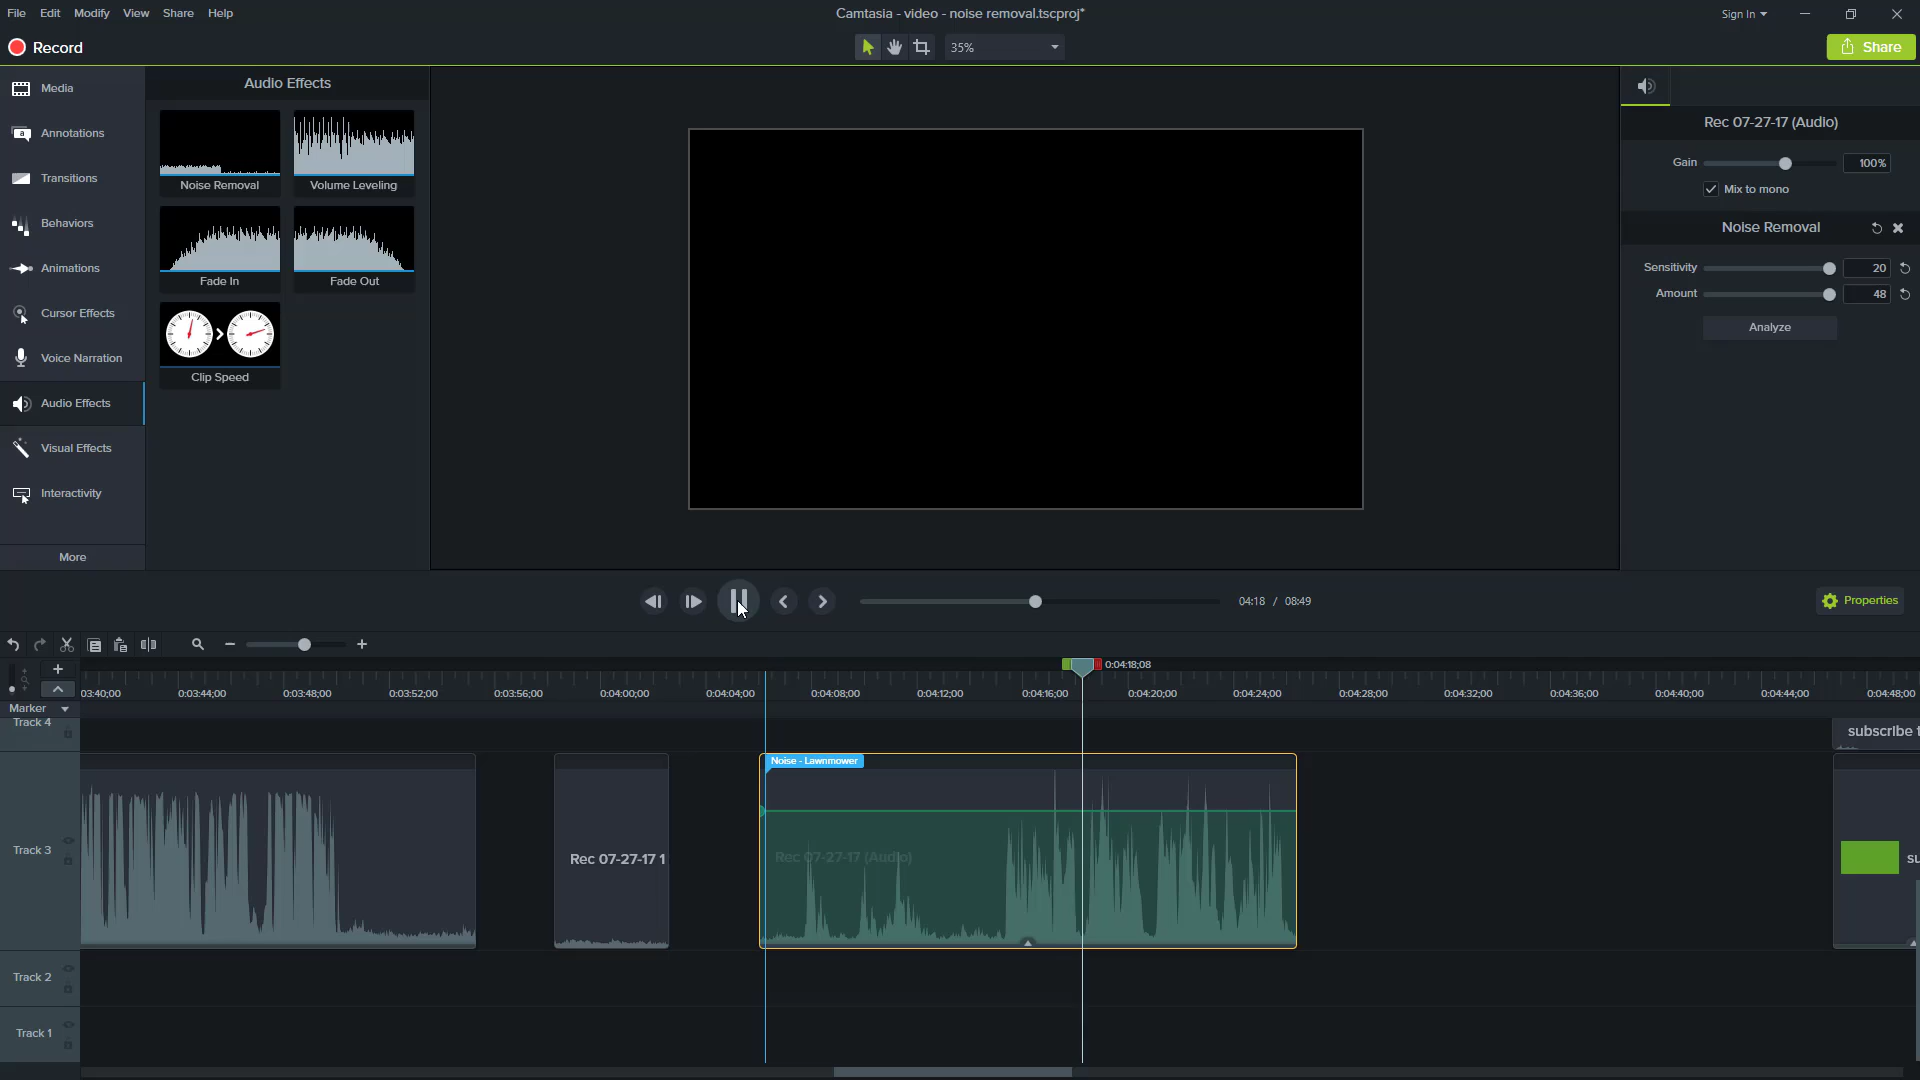 File Edit Modify View Share Help
Camtasia - video - noise removal.tscproj*
Sign In
Record
35%
Share
Media
Annotations
Transitions
Behaviors
Animations
Cursor Effects
Voice Narration
Audio Effects
Visual Effects
Interactivity
More
Audio Effects
Noise Removal
Volume Leveling
Fade In
Fade Out
Clip Speed
Rec 07-27-17 (Audio)
Gain 100%
Mix to mono
Noise Removal
Sensitivity 20
Amount 48
Analyze
04:18 / 08:49
Properties
0:04:18;08
03:40;00 0:03:44;00 0:03:48;00 0:03:52;00 0:03:56;00 0:04:00;00 0:04:04;00 0:04:08;00 0:04:12;00 0:04:16;00 0:04:20;00 0:04:24;00 0:04:28;00 0:04:32;00 0:04:36;00 0:04:40;00 0:04:44;00 0:04:48;00
Marker
Track 4
subscribe t
Noise - Lawnmower
Track 3
Rec 07-27-17 1
Rec 07-27-17 (Audio)
su
Track 2
Track 1